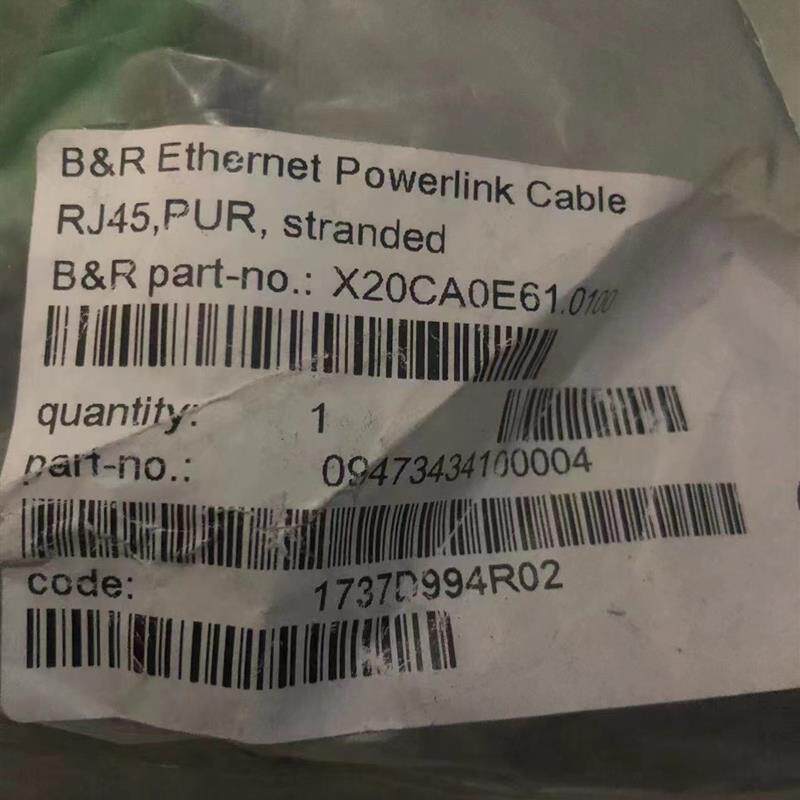 B&R Ethernet Powerlink Cable
RJ45,PUR, stranded
B&R part-no.: X20CA0E61.0100
quantity: 1
part-no.: 09473434100004
code: 1737D994R02